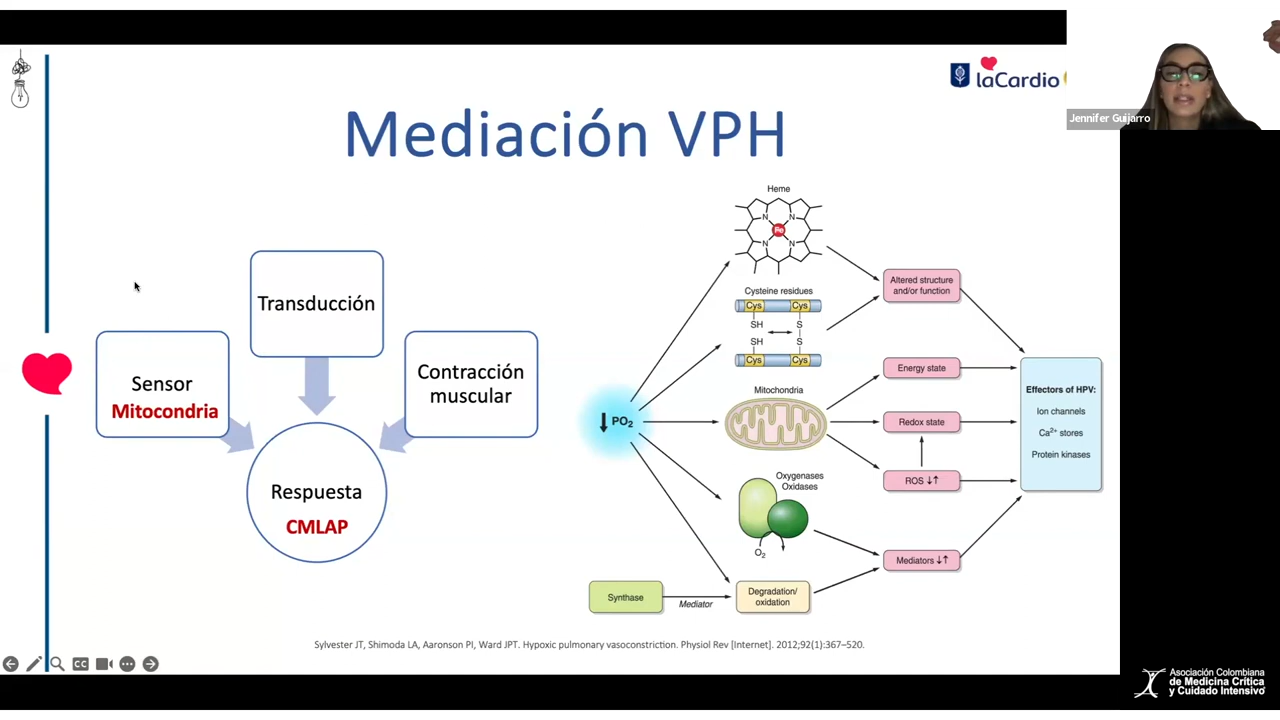 laCardio
Jennifer Guijarro
Mediación VPH
Transducción
Sensor
Mitocondria
Contracción
muscular
Respuesta
CMLAP
Heme
N
N
Fe
N
N
Cysteine residues
Cys
Cys
SH
S
SH
S
Cys
Cys
Mitochondria
↓ PO₂
Oxygenases
Oxidases
O₂
Synthase
Mediator
Degradation/
oxidation
Altered structure
and/or function
Energy state
Redox state
ROS ↓↑
Mediators ↓↑
Effectors of HPV:
Ion channels
Ca²⁺ stores
Protein kinases
Sylvester JT, Shimoda LA, Aaronson PI, Ward JPT. Hypoxic pulmonary vasoconstriction. Physiol Rev [Internet]. 2012;92(1):367–520.
CC
Asociación Colombiana
de Medicina Crítica
y Cuidado Intensivo